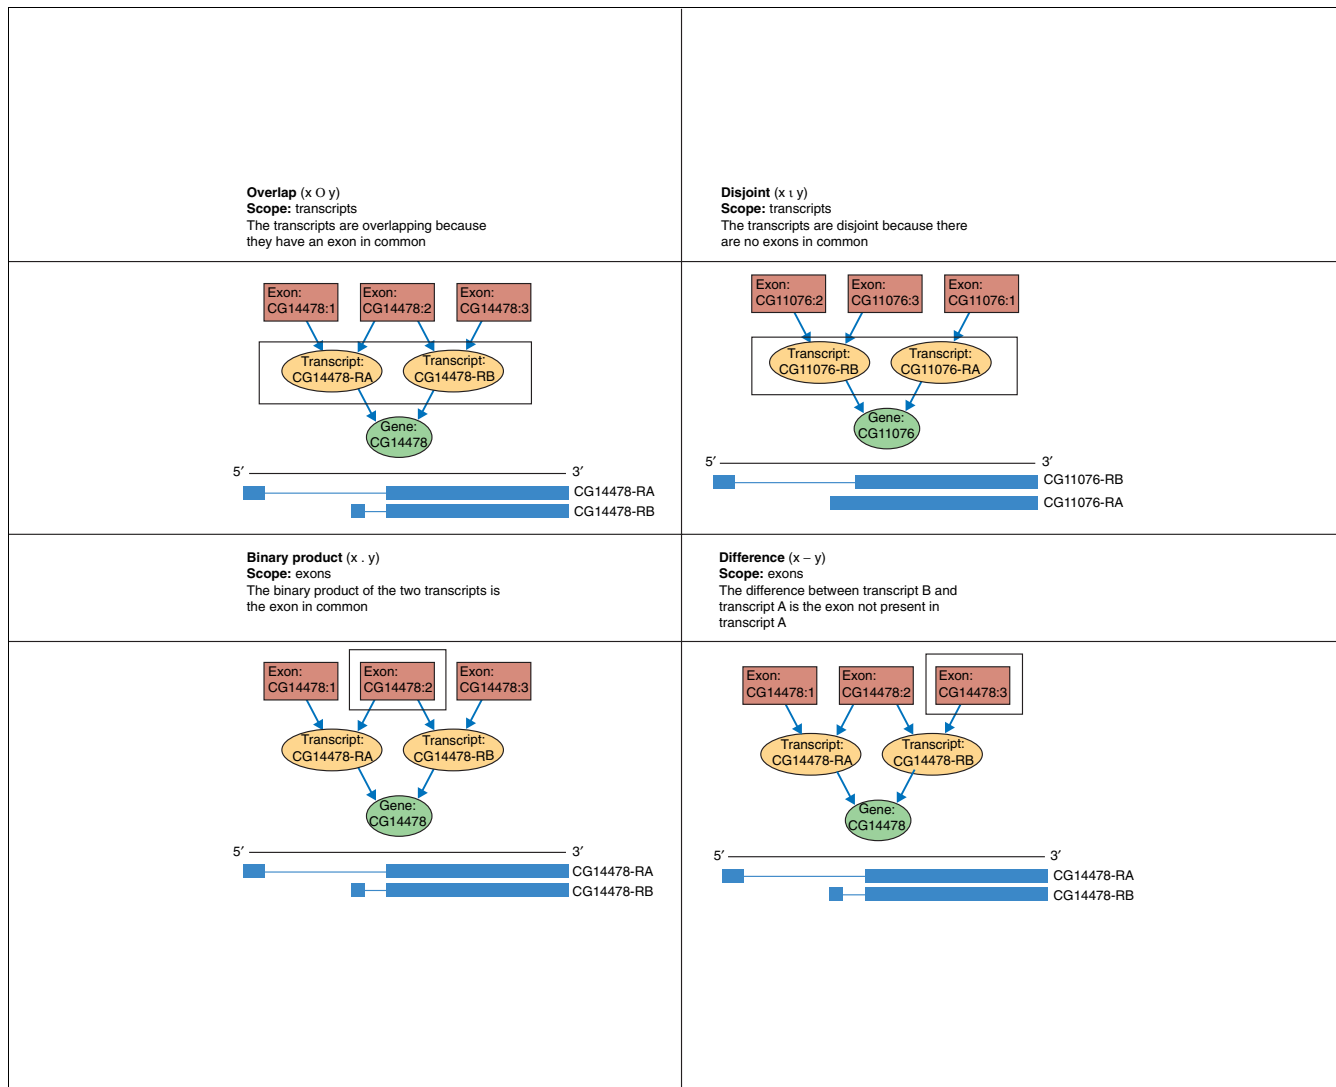 Overlap (x O y)
Scope: transcripts
The transcripts are overlapping because
they have an exon in common
Disjoint (x ι y)
Scope: transcripts
The transcripts are disjoint because there
are no exons in common
Exon:
CG14478:1
Exon:
CG14478:2
Exon:
CG14478:3
Transcript:
CG14478-RA
Transcript:
CG14478-RB
Gene:
CG14478
5′
3′
CG14478-RA
CG14478-RB
Exon:
CG11076:2
Exon:
CG11076:3
Exon:
CG11076:1
Transcript:
CG11076-RB
Transcript:
CG11076-RA
Gene:
CG11076
5′
3′
CG11076-RB
CG11076-RA
Binary product (x . y)
Scope: exons
The binary product of the two transcripts is
the exon in common
Difference (x – y)
Scope: exons
The difference between transcript B and
transcript A is the exon not present in
transcript A
Exon:
CG14478:1
Exon:
CG14478:2
Exon:
CG14478:3
Transcript:
CG14478-RA
Transcript:
CG14478-RB
Gene:
CG14478
5′
3′
CG14478-RA
CG14478-RB
Exon:
CG14478:1
Exon:
CG14478:2
Exon:
CG14478:3
Transcript:
CG14478-RA
Transcript:
CG14478-RB
Gene:
CG14478
5′
3′
CG14478-RA
CG14478-RB